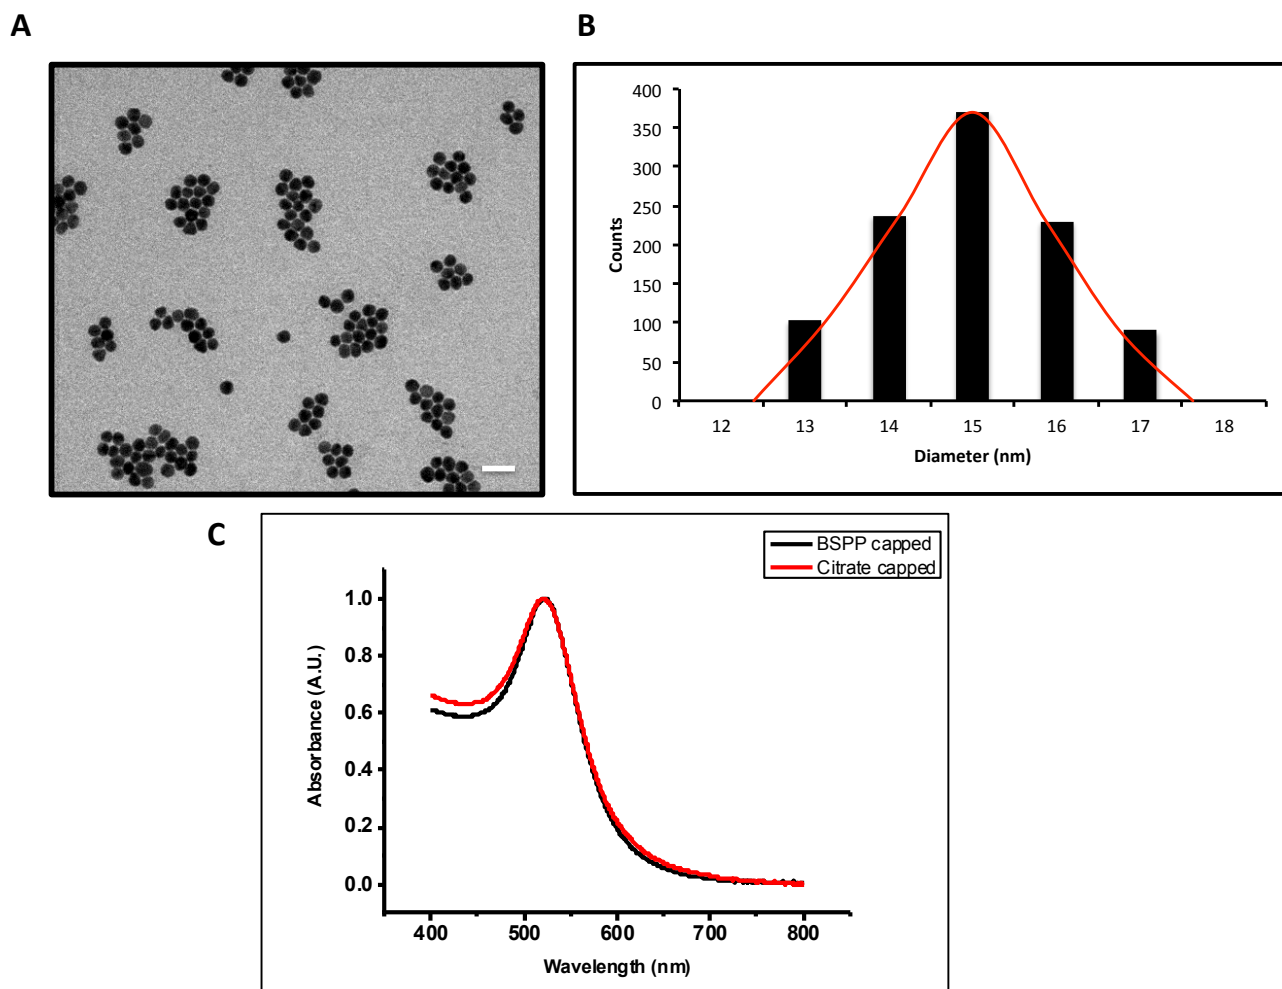 A
B
400
350
300
250
200
150
100
50
0
Counts
12 13 14 15 16 17 18
Diameter (nm)
C
BSPP capped
Citrate capped
1.0
0.8
0.6
0.4
0.2
0.0
Absorbance (A.U.)
400 500 600 700 800
Wavelength (nm)